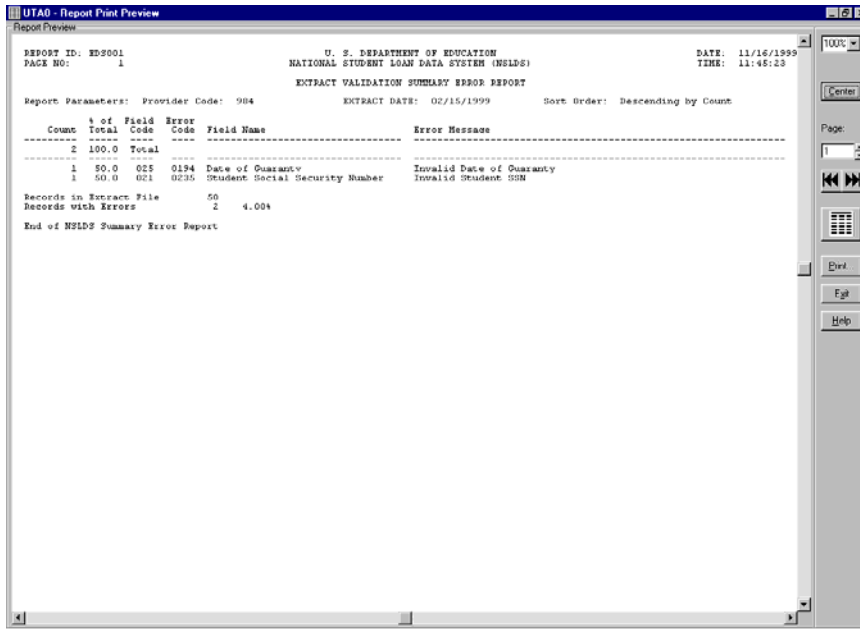 UTA0 - Report Print Preview
Report Preview
REPORT ID: EDS001 U. S. DEPARTMENT OF EDUCATION DATE: 11/16/1999
PAGE NO: 1 NATIONAL STUDENT LOAN DATA SYSTEM (NSLDS) TIME: 11:45:23
EXTRACT VALIDATION SUMMARY ERROR REPORT
Report Parameters: Provider Code: 904 EXTRACT DATE: 02/15/1999 Sort Order: Descending by Count
% of Field Error
Count Total Code Code Field Name Error Message
2 100.0 Total
1 50.0 025 0194 Date of Guaranty Invalid Date of Guaranty
1 50.0 021 0235 Student Social Security Number Invalid Student SSN
Records in Extract File 50
Records with Errors 2 4.00%
End of NSLDS Summary Error Report
100%
Center
Page:
1
Print
Exit
Help